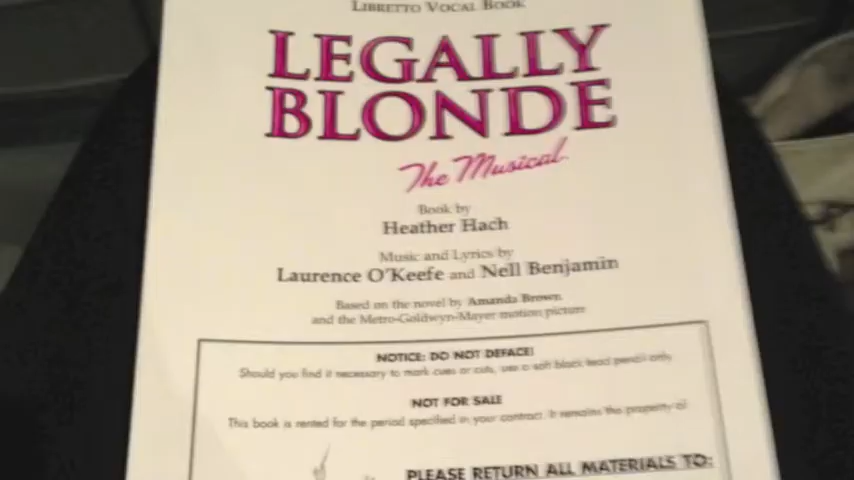 LIBRETTO VOCAL BOOK
LEGALLY
BLONDE
The Musical
Book by
Heather Hach
Music and Lyrics by
Laurence O'Keefe and Nell Benjamin
Based on the novel by Amanda Brown
and the Metro-Goldwyn-Mayer motion picture
NOTICE: DO NOT DEFACE!
Should you find it necessary to mark cues or cuts, use a soft black lead pencil only.
NOT FOR SALE
This book is rented for the period specified in your contract. It remains the property of:
PLEASE RETURN ALL MATERIALS TO: